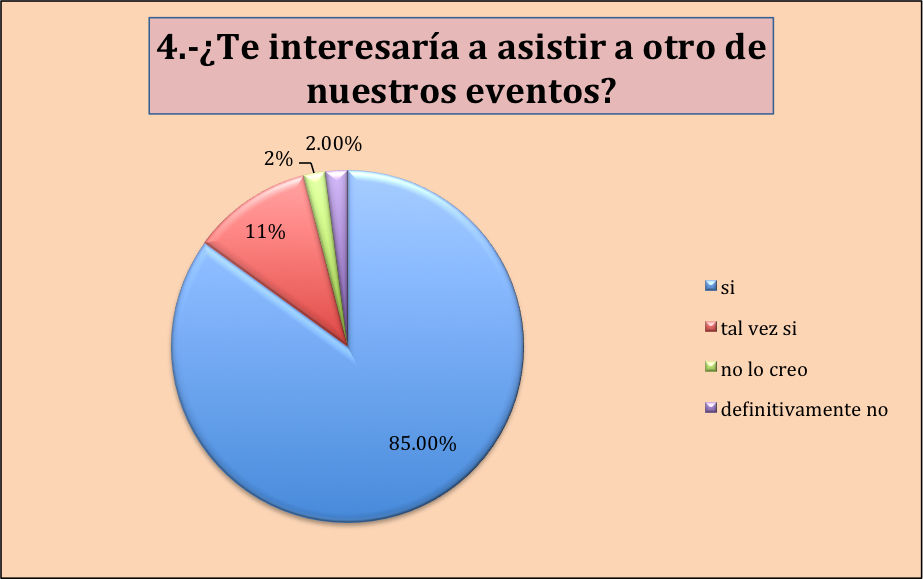 4.-¿Te interesaría a asistir a otro de
nuestros eventos?
2.00%
2%
11%
85.00%
si
tal vez si
no lo creo
definitivamente no